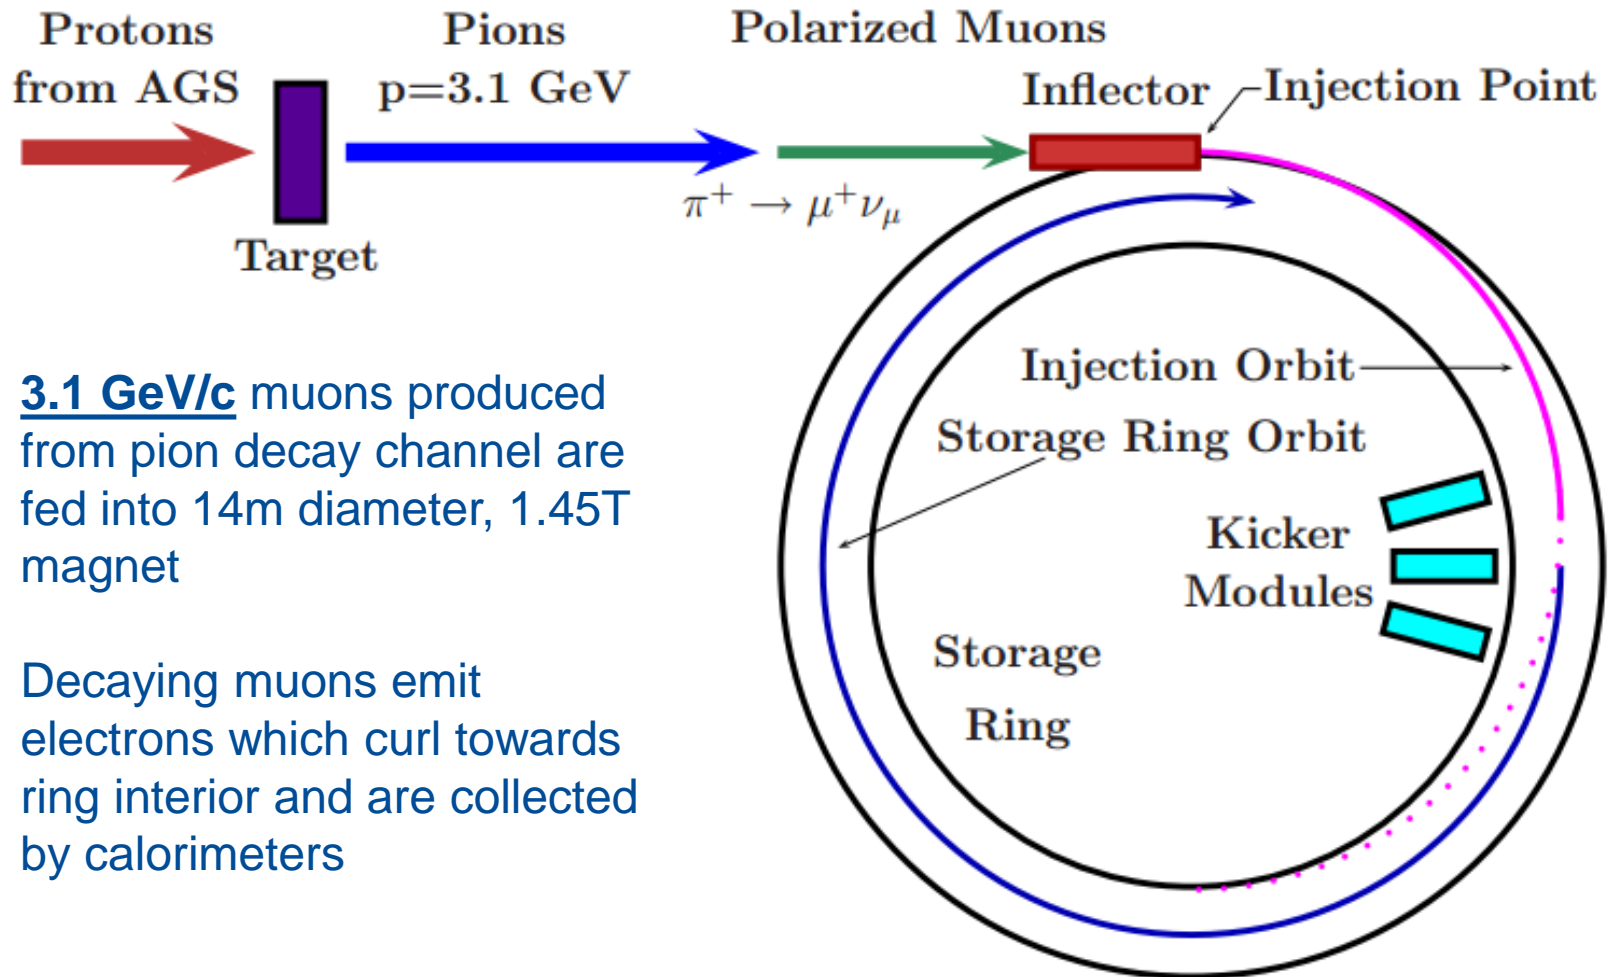 Protons
from AGS
Pions
p=3.1 GeV
Polarized Muons
Inflector
Injection Point
π⁺ → μ⁺ν_μ
Target
3.1 GeV/c muons produced
from pion decay channel are
fed into 14m diameter, 1.45T
magnet
Decaying muons emit
electrons which curl towards
ring interior and are collected
by calorimeters
Injection Orbit
Storage Ring Orbit
Kicker
Modules
Storage
Ring